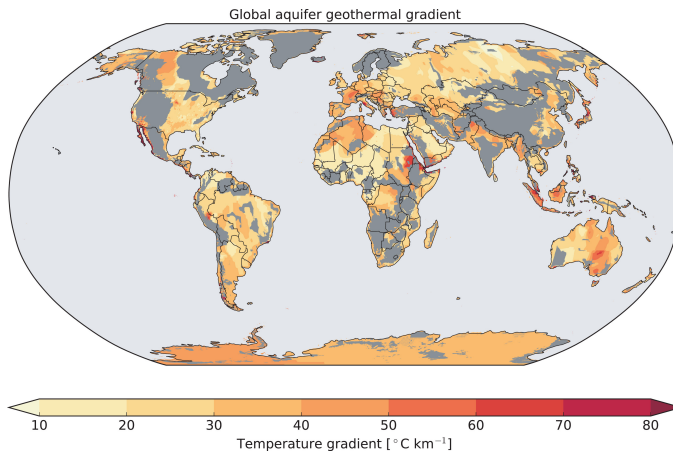 Global aquifer geothermal gradient
10 20 30 40 50 60 70 80
Temperature gradient [°C km⁻¹]